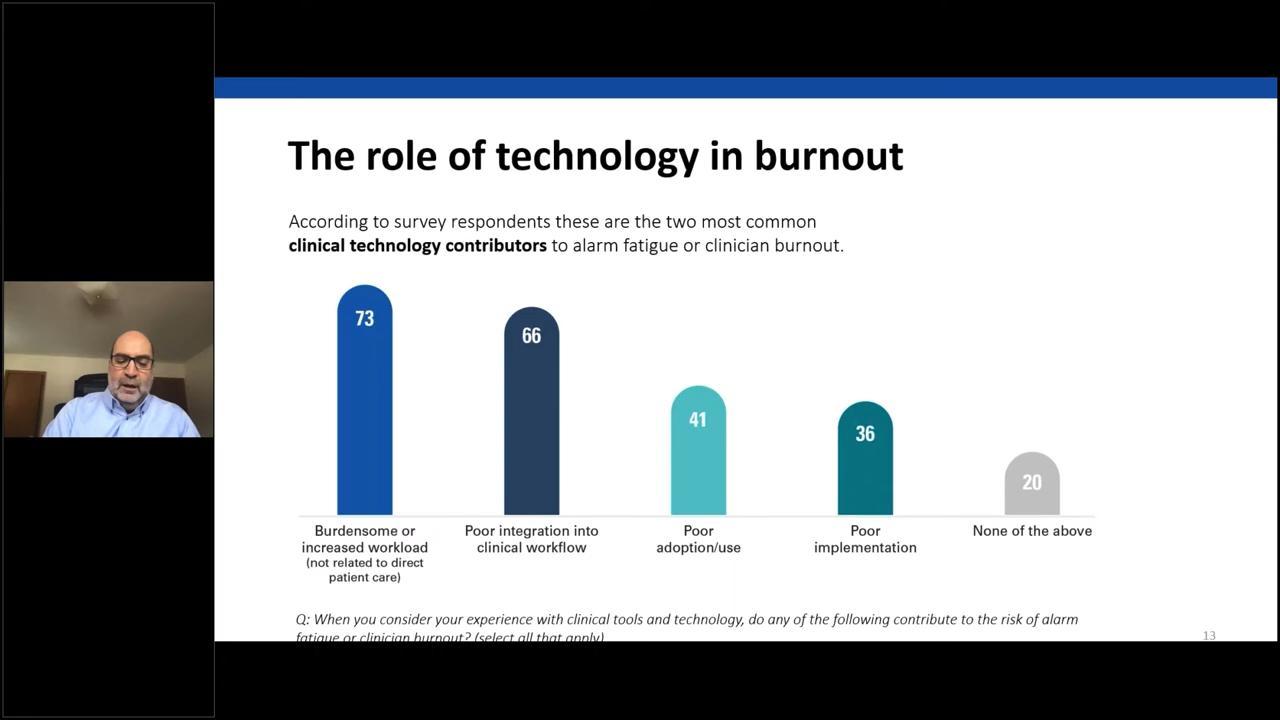 The role of technology in burnout
According to survey respondents these are the two most common
clinical technology contributors to alarm fatigue or clinician burnout.
73
66
41
36
20
Burdensome or
increased workload
(not related to direct
patient care)
Poor integration into
clinical workflow
Poor
adoption/use
Poor
implementation
None of the above
Q: When you consider your experience with clinical tools and technology, do any of the following contribute to the risk of alarm
fatigue or clinician burnout? (select all that apply)
13